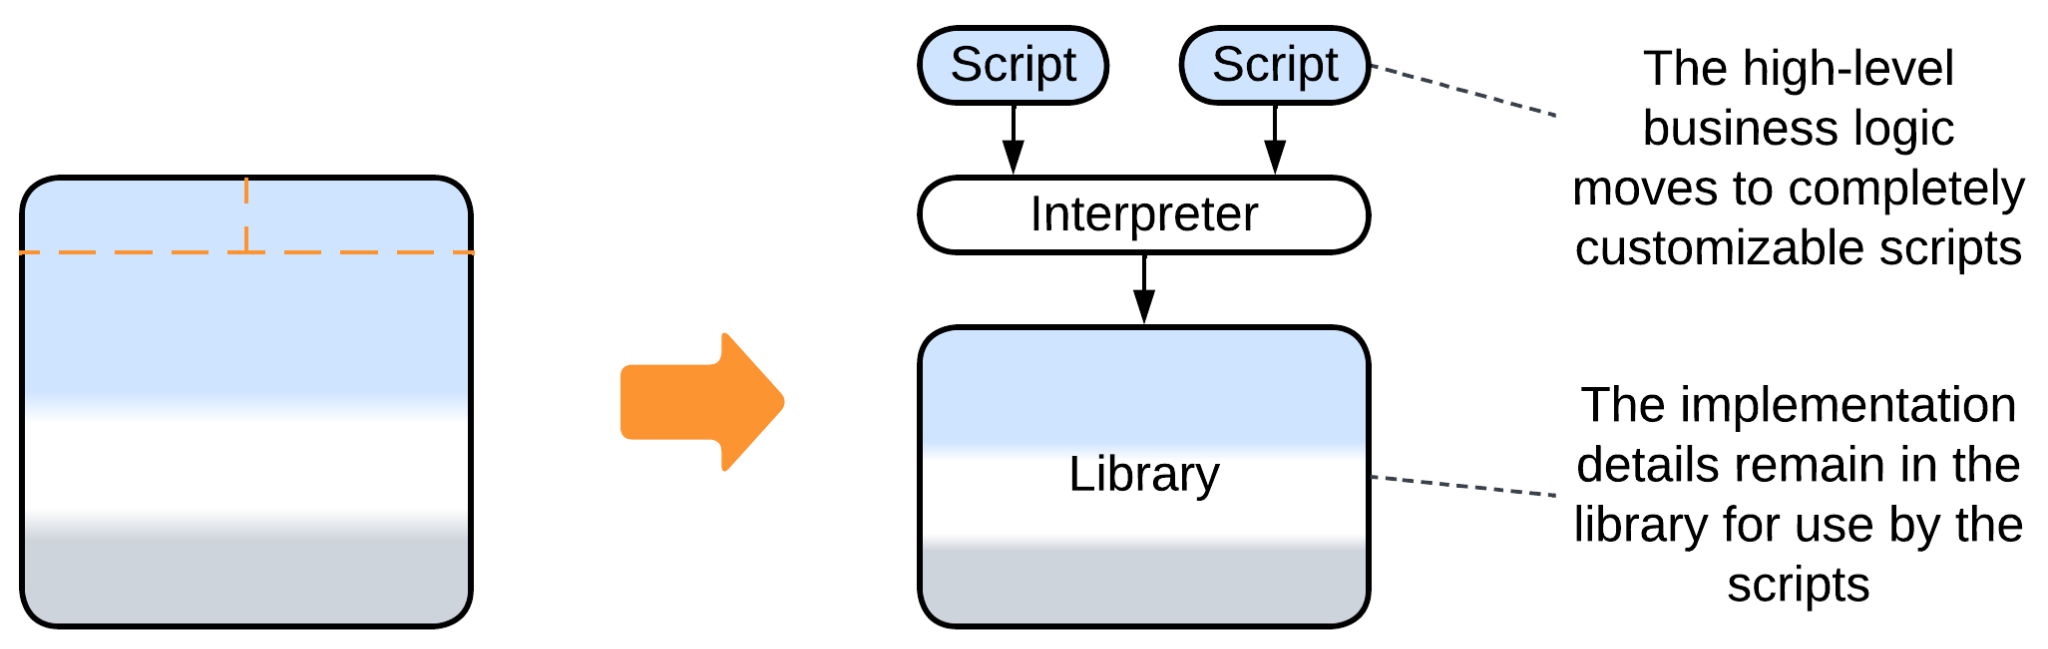 Script
Script
Interpreter
Library
The high-level
business logic
moves to completely
customizable scripts
The implementation
details remain in the
library for use by the
scripts